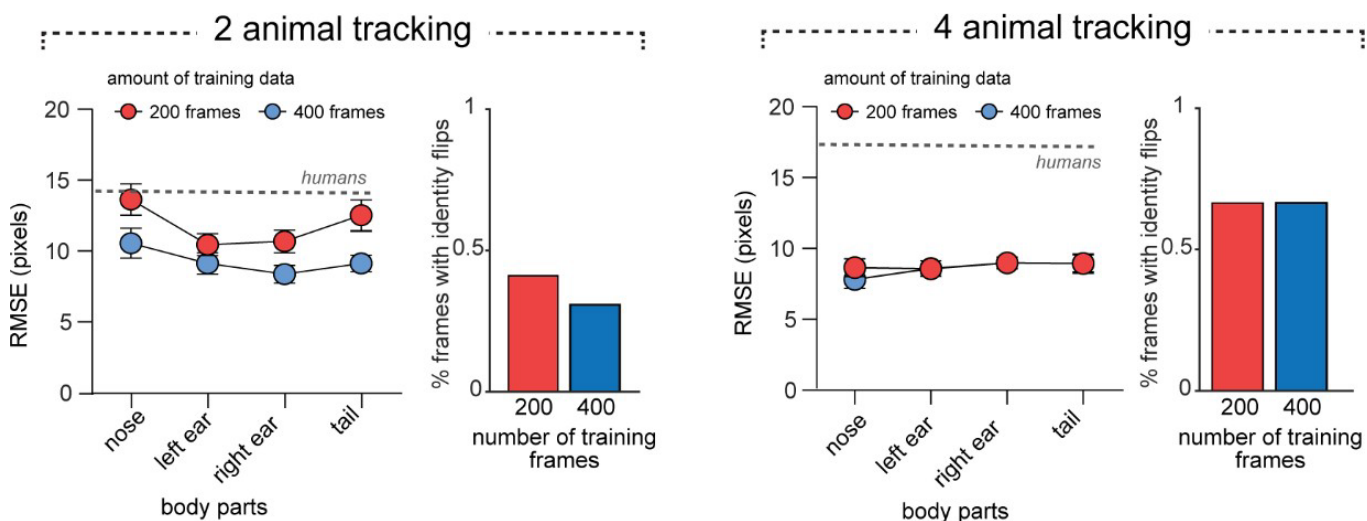 2 animal tracking
amount of training data
200 frames
400 frames
20
15
10
5
0
humans
RMSE (pixels)
nose
left ear
right ear
tail
body parts
% frames with identity flips
1
0.5
0
200
400
number of training
frames
4 animal tracking
amount of training data
200 frames
400 frames
20
15
10
5
0
humans
RMSE (pixels)
nose
left ear
right ear
tail
body parts
% frames with identity flips
1
0.5
0
200
400
number of training
frames